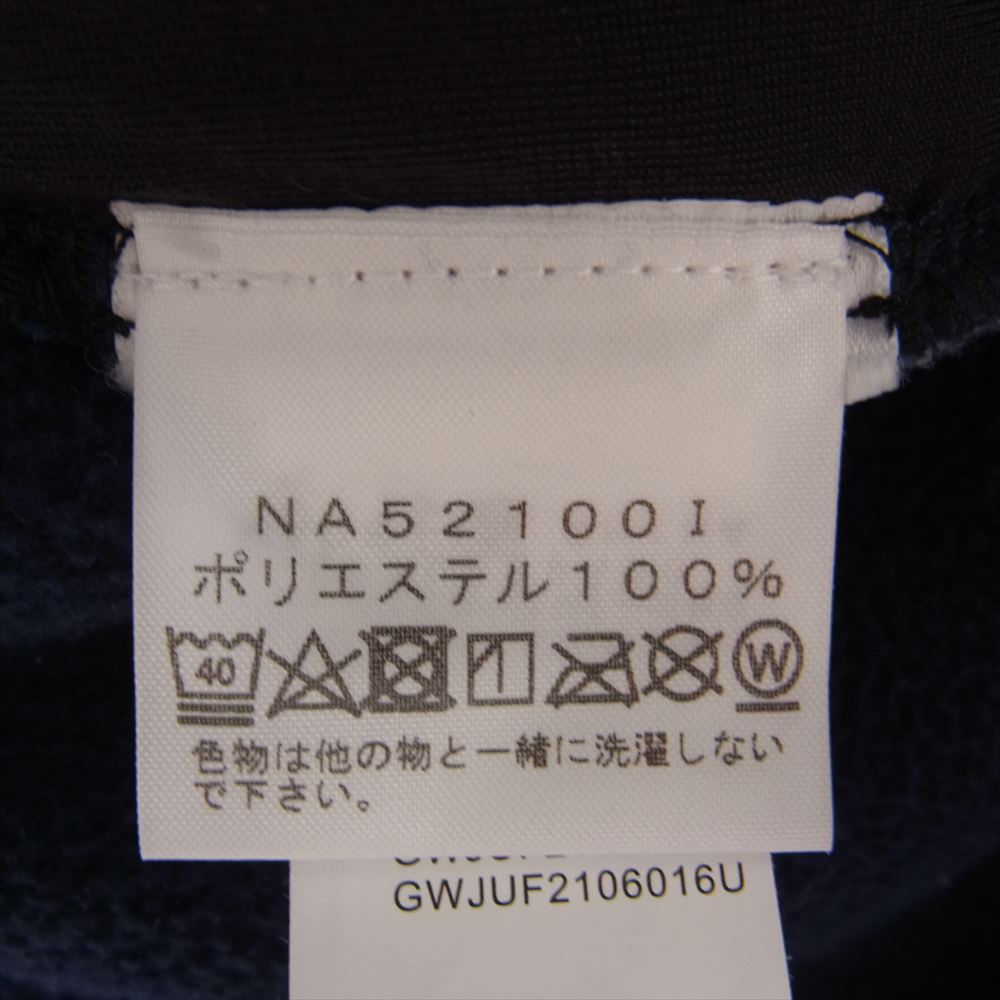 NA52100I
ポリエステル100%
40 W
色物は他の物と一緒に洗濯しない
で下さい。
GWJUF2106016U